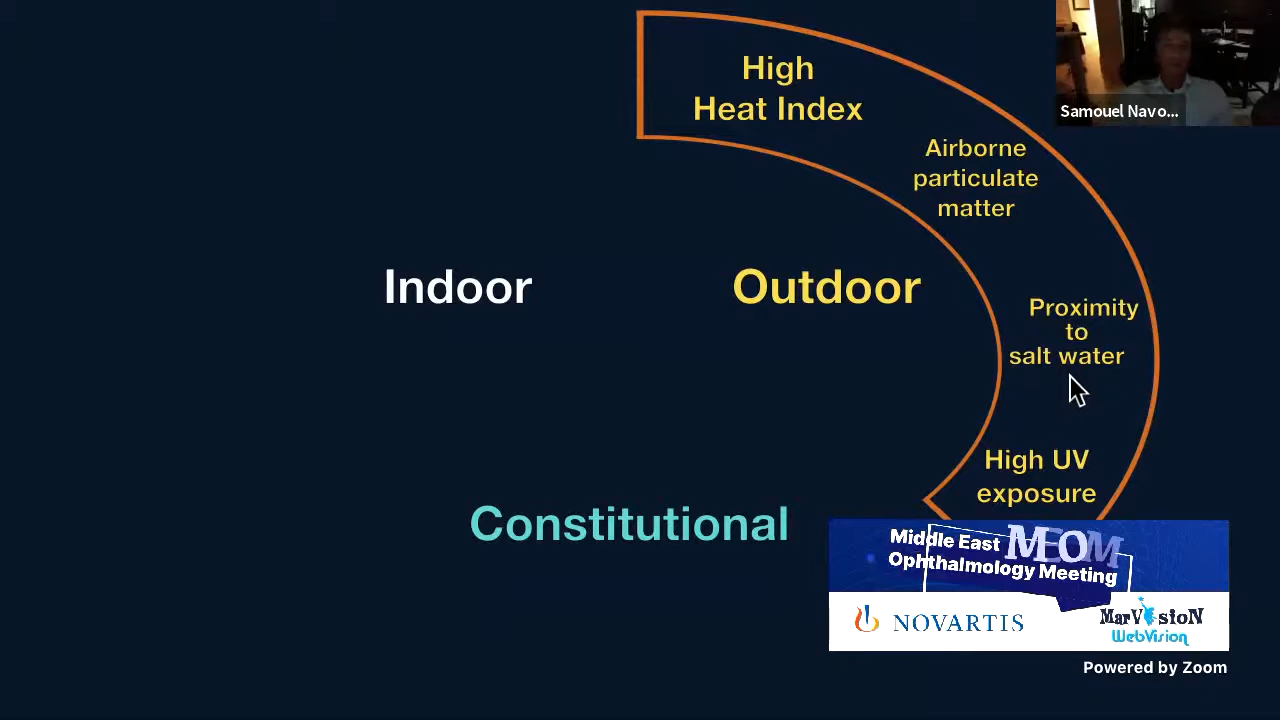 High
Heat Index
Samouel Navo...
Airborne
particulate
matter
Indoor
Outdoor
Proximity
to
salt water
High UV
exposure
Constitutional
Middle East
Ophthalmology Meeting
MEOM
NOVARTIS
MarVision
WebVision
Powered by Zoom